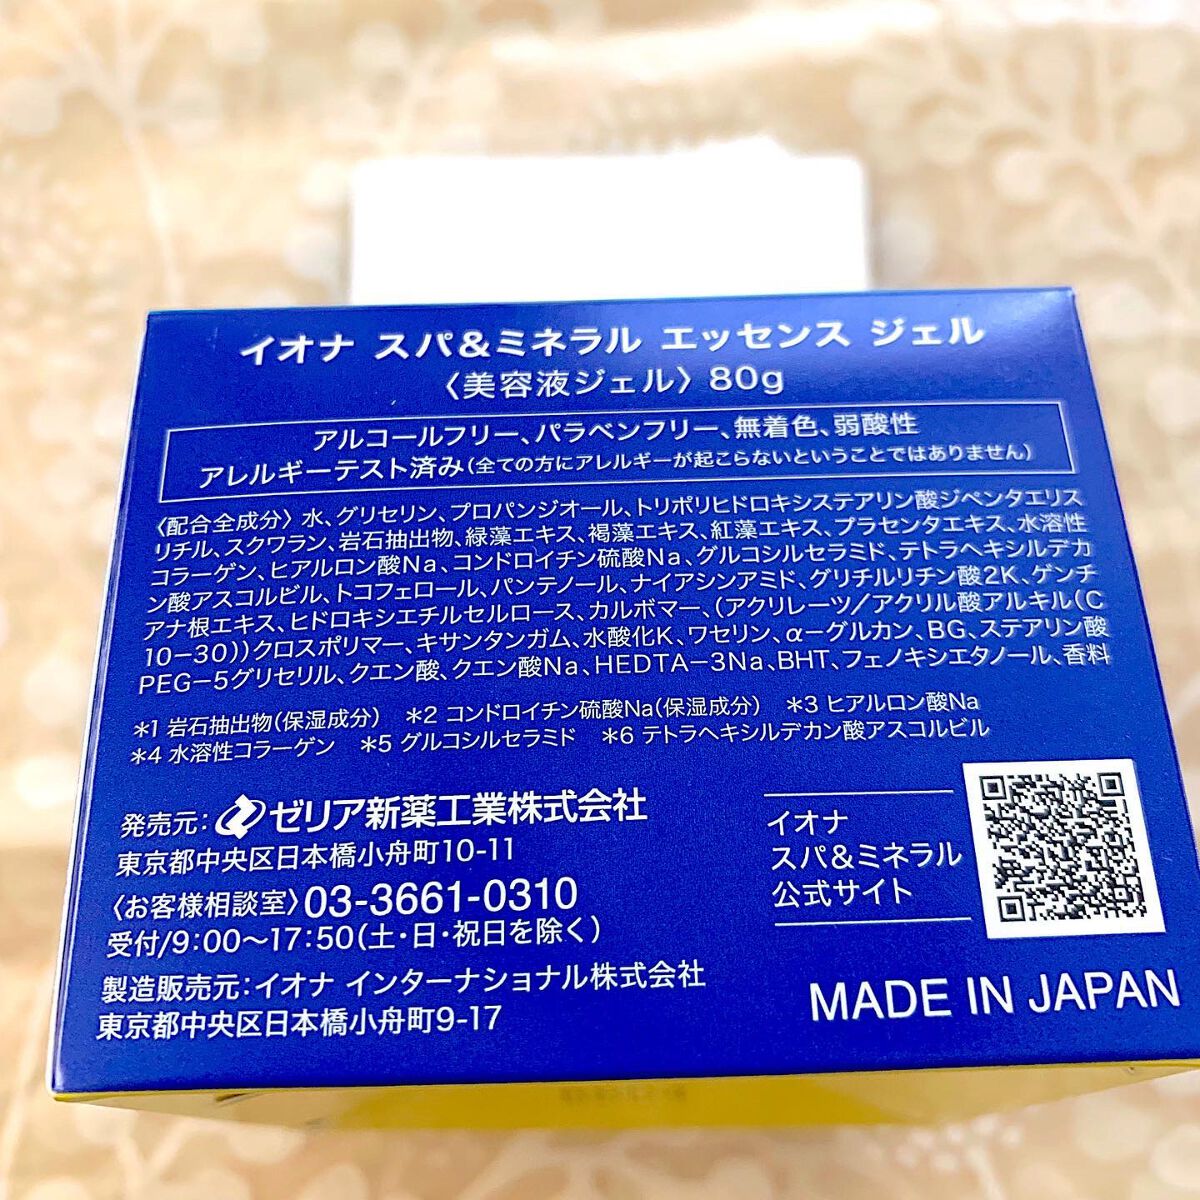 イオナ スパ&ミネラル エッセンス ジェル
〈美容液ジェル〉80g
アルコールフリー、パラベンフリー、無着色、弱酸性
アレルギーテスト済み(全ての方にアレルギーが起こらないということではありません)
〈配合全成分〉水、グリセリン、プロパンジオール、トリポリヒドロキシステアリン酸ジペンタエリス
リチル、スクワラン、岩石抽出物、緑藻エキス、褐藻エキス、紅藻エキス、プラセンタエキス、水溶性
コラーゲン、ヒアルロン酸Na、コンドロイチン硫酸Na、グルコシルセラミド、テトラヘキシルデカ
ン酸アスコルビル、トコフェロール、パンテノール、ナイアシンアミド、グリチルリチン酸2K、ゲンチ
アナ根エキス、ヒドロキシエチルセルロース、カルボマー、(アクリレーツ/アクリル酸アルキル(C
10-30))クロスポリマー、キサンタンガム、水酸化K、ワセリン、α-グルカン、BG、ステアリン酸
PEG-5グリセリル、クエン酸、クエン酸Na、HEDTA-3Na、BHT、フェノキシエタノール、香料
*1 岩石抽出物(保湿成分) *2 コンドロイチン硫酸Na(保湿成分) *3 ヒアルロン酸Na
*4 水溶性コラーゲン *5 グルコシルセラミド *6 テトラヘキシルデカン酸アスコルビル
発売元:ゼリア新薬工業株式会社
東京都中央区日本橋小舟町10-11
〈お客様相談室〉03-3661-0310
受付/9:00~17:50(土・日・祝日を除く)
製造販売元:イオナ インターナショナル株式会社
東京都中央区日本橋小舟町9-17
イオナ
スパ&ミネラル
公式サイト
MADE IN JAPAN